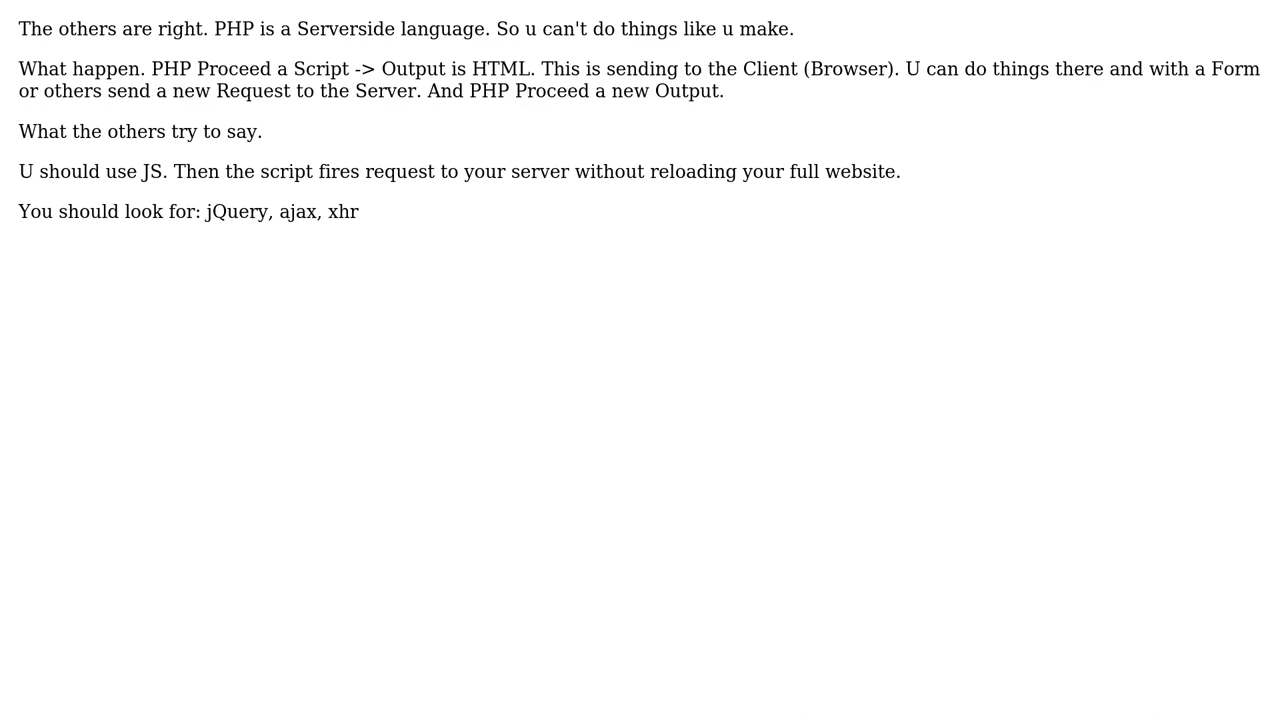 The others are right. PHP is a Serverside language. So u can't do things like u make.
What happen. PHP Proceed a Script -> Output is HTML. This is sending to the Client (Browser). U can do things there and with a Form
or others send a new Request to the Server. And PHP Proceed a new Output.
What the others try to say.
U should use JS. Then the script fires request to your server without reloading your full website.
You should look for: jQuery, ajax, xhr